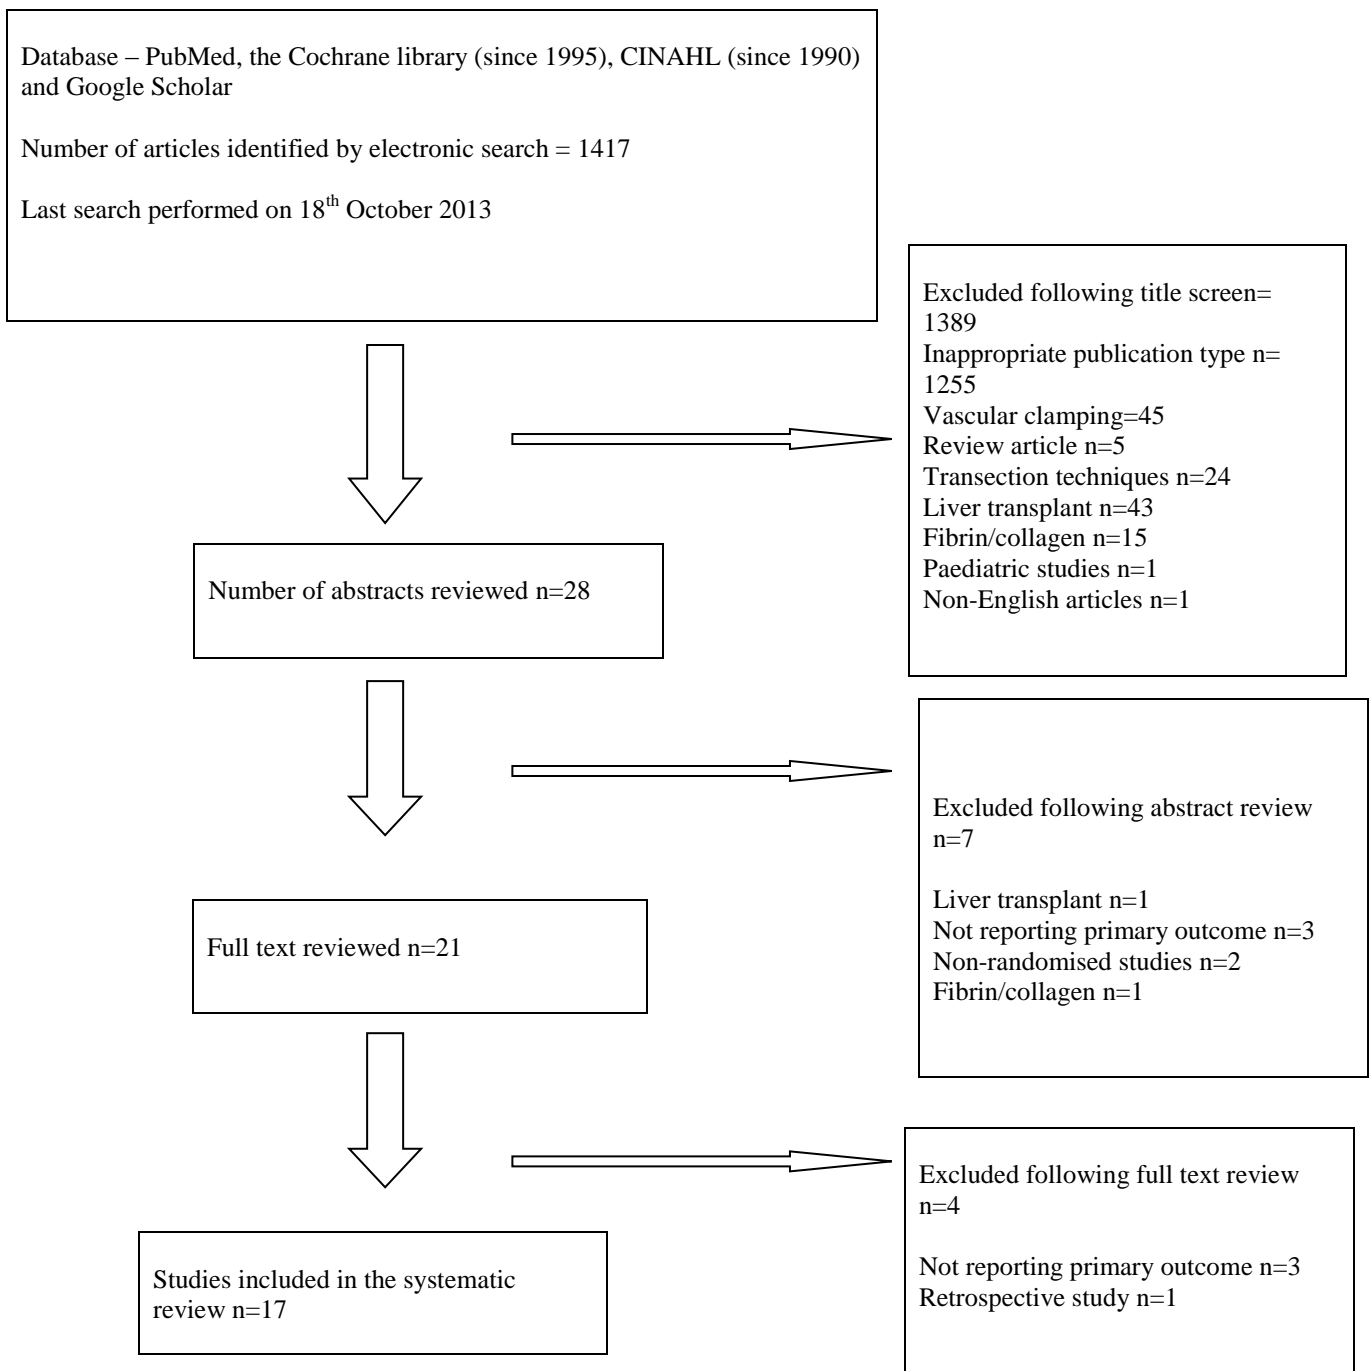 Database – PubMed, the Cochrane library (since 1995), CINAHL (since 1990)
and Google Scholar
Number of articles identified by electronic search = 1417
Last search performed on 18th October 2013
Excluded following title screen=
1389
Inappropriate publication type n=
1255
Vascular clamping=45
Review article n=5
Transection techniques n=24
Liver transplant n=43
Fibrin/collagen n=15
Paediatric studies n=1
Non-English articles n=1
Number of abstracts reviewed n=28
Excluded following abstract review
n=7
Liver transplant n=1
Not reporting primary outcome n=3
Non-randomised studies n=2
Fibrin/collagen n=1
Full text reviewed n=21
Excluded following full text review
n=4
Not reporting primary outcome n=3
Retrospective study n=1
Studies included in the systematic
review n=17